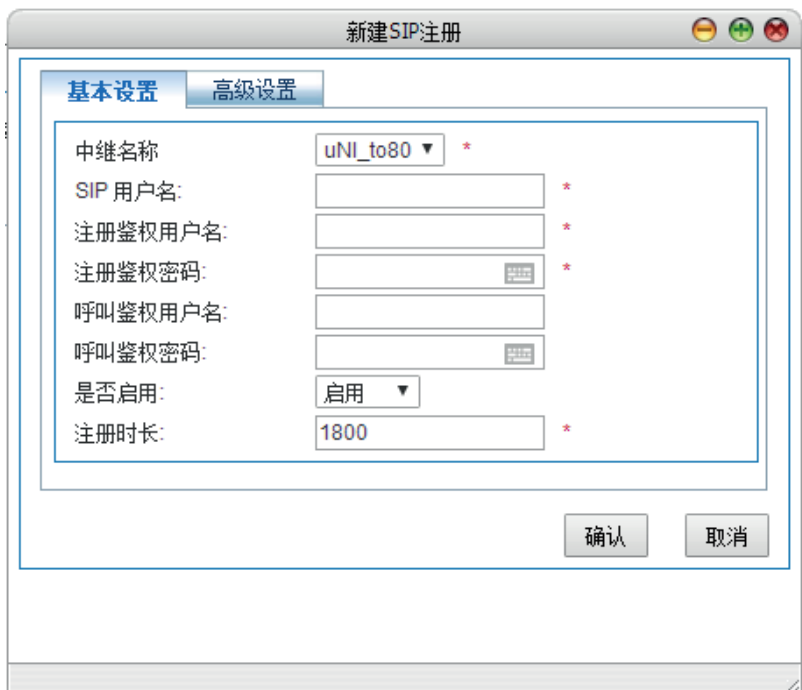 新建SIP注册
基本设置 高级设置
中继名称 uNI_to80 *
SIP 用户名: *
注册鉴权用户名: *
注册鉴权密码: *
呼叫鉴权用户名:
呼叫鉴权密码:
是否启用: 启用
注册时长: 1800 *
确认 取消